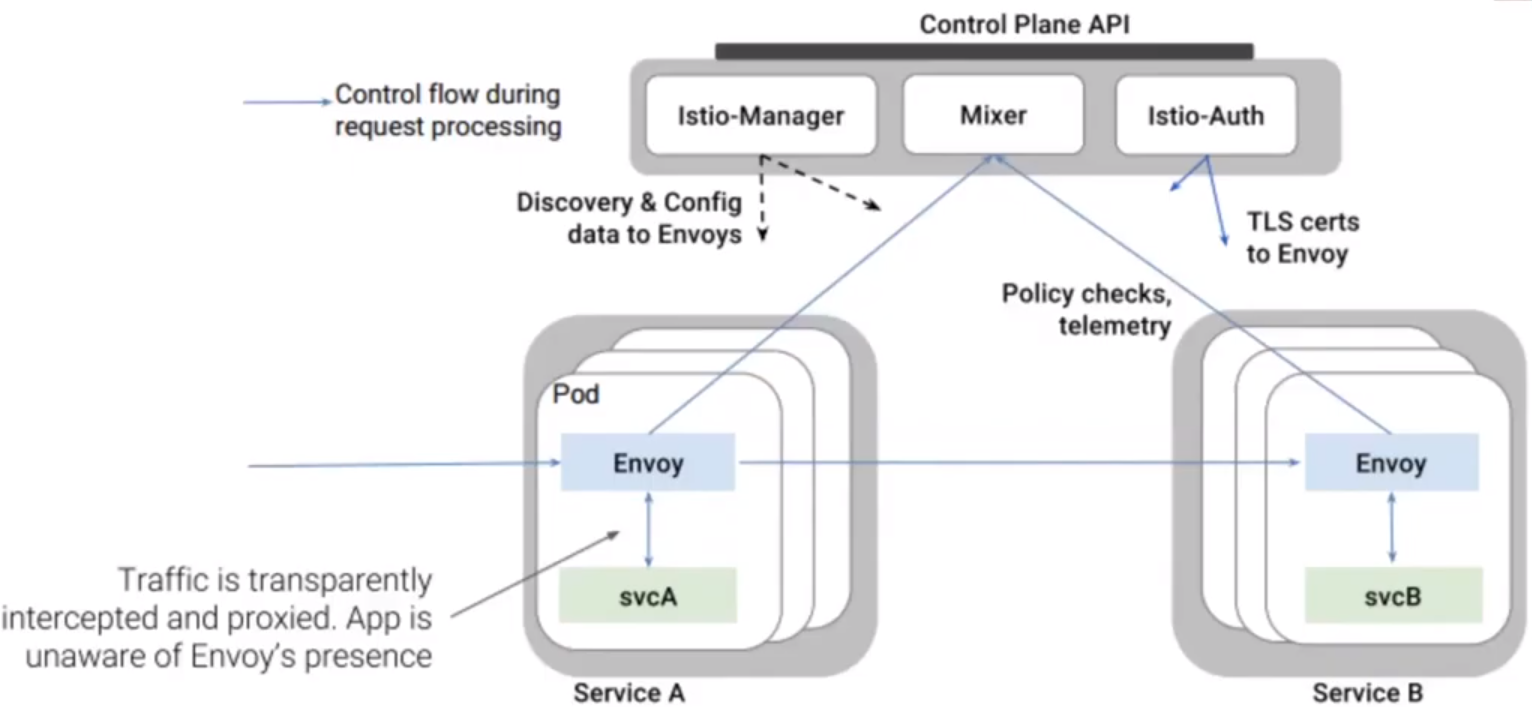 Control Plane API
Control flow during
request processing
Istio-Manager
Mixer
Istio-Auth
Discovery & Config
data to Envoys
TLS certs
to Envoy
Policy checks,
telemetry
Pod
Envoy
Envoy
Traffic is transparently
intercepted and proxied. App is
unaware of Envoy's presence
svcA
svcB
Service A
Service B